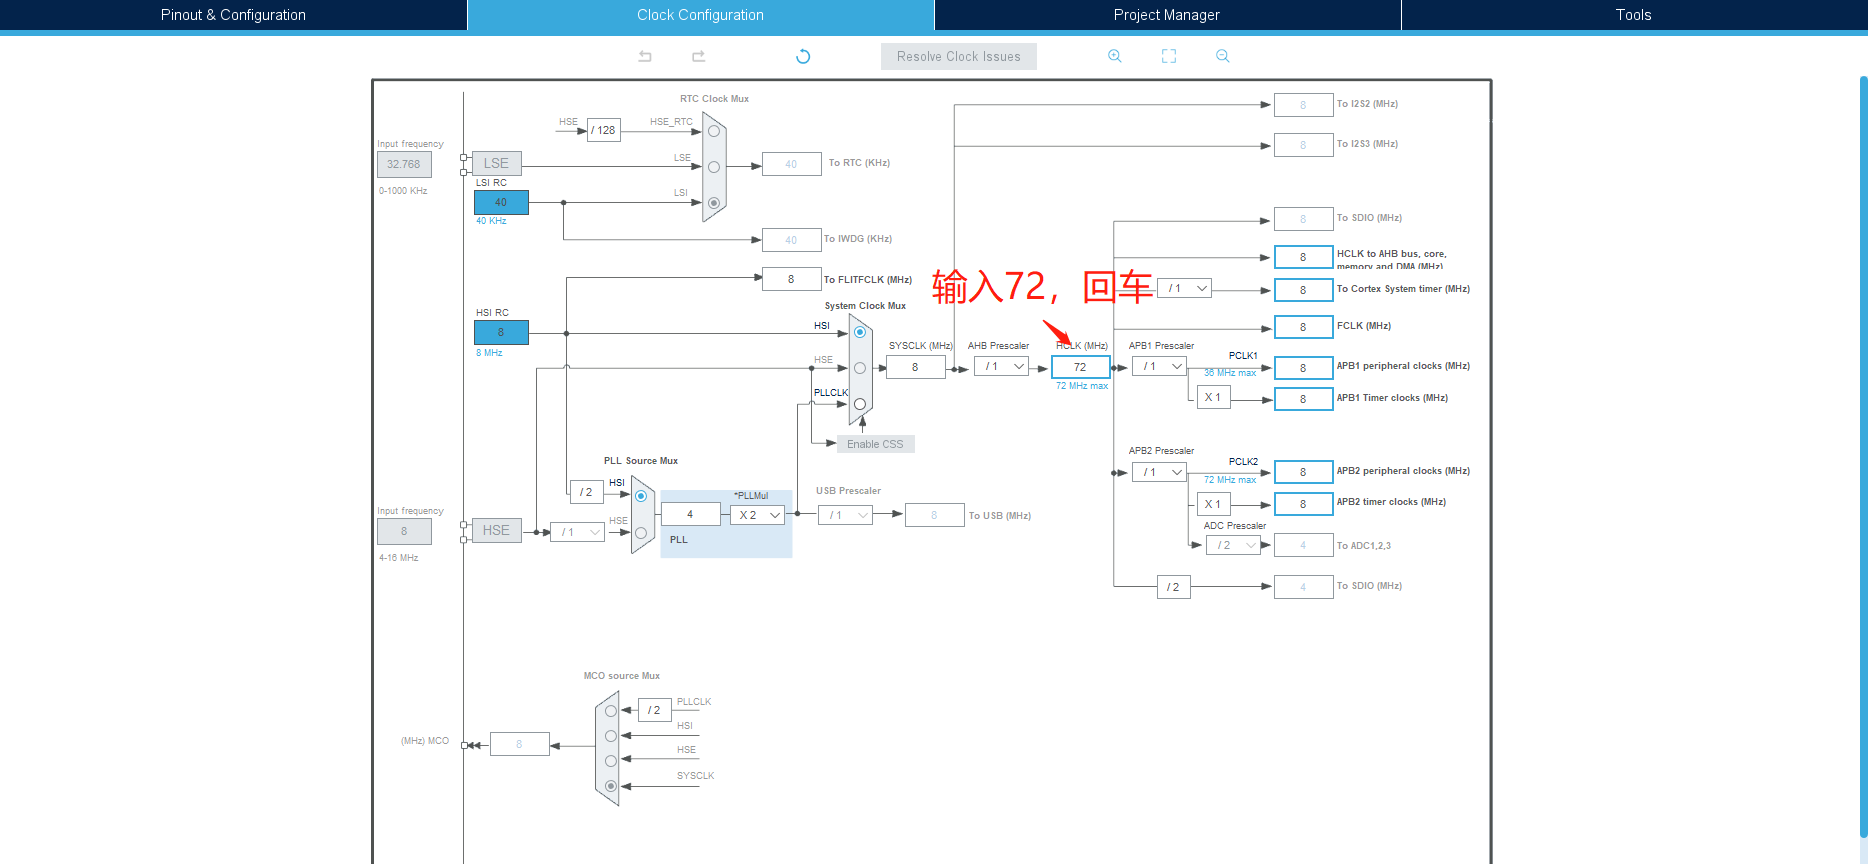 Pinout & Configuration
Clock Configuration
Project Manager
Tools
Resolve Clock Issues
RTC Clock Mux
HSE
/ 128
HSE_RTC
8
To I2S2 (MHz)
Input frequency
32.768
0-1000 KHz
LSE
LSE
40
To RTC (KHz)
8
To I2S3 (MHz)
LSI RC
40
40 KHz
LSI
40
To IWDG (KHz)
8
To SDIO (MHz)
8
To FLITFCLK (MHz)
输入72，回车
8
HCLK to AHB bus, core,
memory and DMA (MHz)
/ 1
8
To Cortex System timer (MHz)
System Clock Mux
HSI RC
8
8 MHz
HSI
8
FCLK (MHz)
HSE
PLLCLK
SYSCLK (MHz)
8
AHB Prescaler
/ 1
HCLK (MHz)
72
72 MHz max
APB1 Prescaler
/ 1
PCLK1
36 MHz max
8
APB1 peripheral clocks (MHz)
X 1
8
APB1 Timer clocks (MHz)
Enable CSS
APB2 Prescaler
/ 1
PCLK2
72 MHz max
8
APB2 peripheral clocks (MHz)
X 1
8
APB2 timer clocks (MHz)
PLL Source Mux
/ 2
HSI
HSE
4
*PLLMul
X 2
PLL
USB Prescaler
/ 1
8
To USB (MHz)
Input frequency
8
4-16 MHz
HSE
/ 1
ADC Prescaler
/ 2
4
To ADC1,2,3
/ 2
4
To SDIO (MHz)
MCO source Mux
/ 2
PLLCLK
HSI
HSE
SYSCLK
(MHz) MCO
8